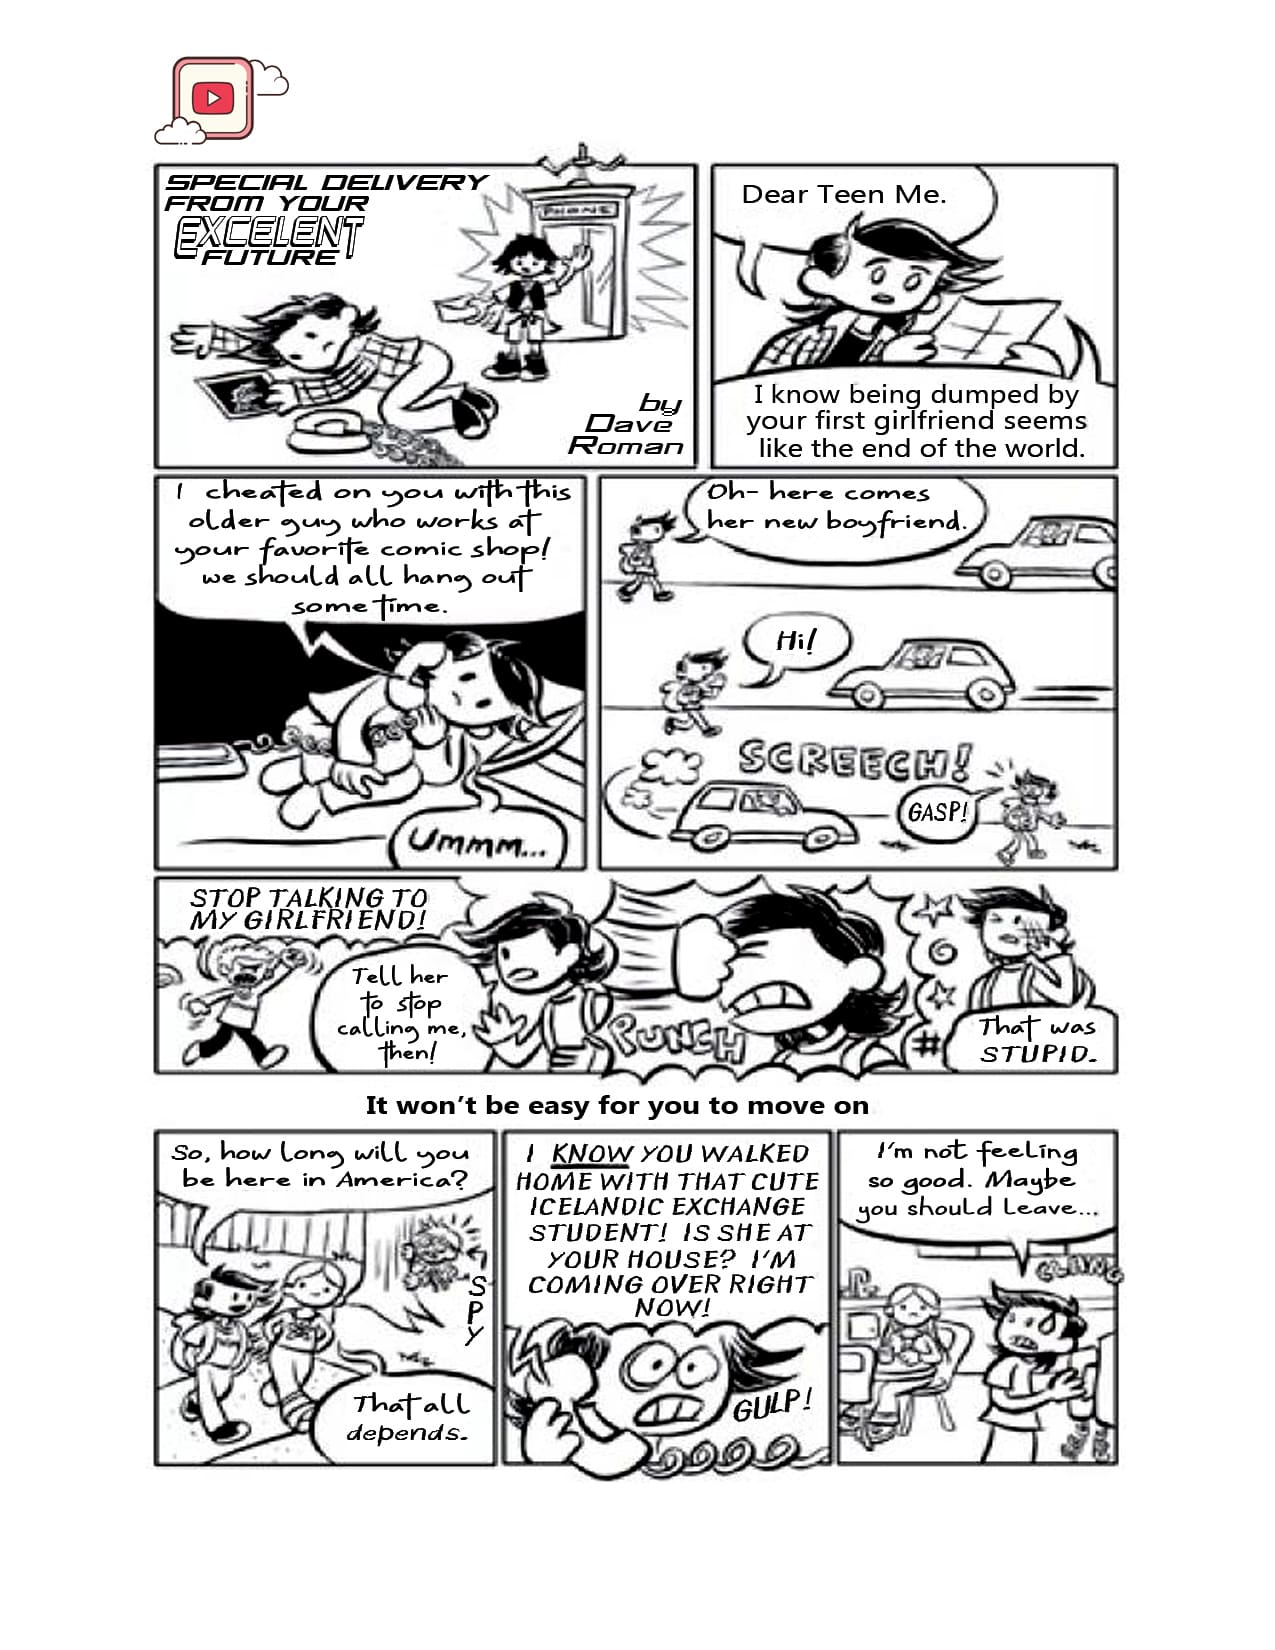 SPECIAL DELIVERY
FROM YOUR
EXCELENT
FUTURE
PHONE
by
Dave
Roman
Dear Teen Me.
I know being dumped by
your first girlfriend seems
like the end of the world.
I cheated on you with this
older guy who works at
your favorite comic shop!
we should all hang out
some time.
Ummm...
Oh- here comes
her new boyfriend.
Hi!
SCREECH!
GASP!
STOP TALKING TO
MY GIRLFRIEND!
Tell her
to stop
calling me,
then!
PUNCH
#
That was
STUPID.
It won't be easy for you to move on
So, how long will you
be here in America?
SPY
That all
depends.
I KNOW YOU WALKED
HOME WITH THAT CUTE
ICELANDIC EXCHANGE
STUDENT! IS SHE AT
YOUR HOUSE? I'M
COMING OVER RIGHT
NOW!
GULP!
I'm not feeling
so good. Maybe
you should leave...
CLANG